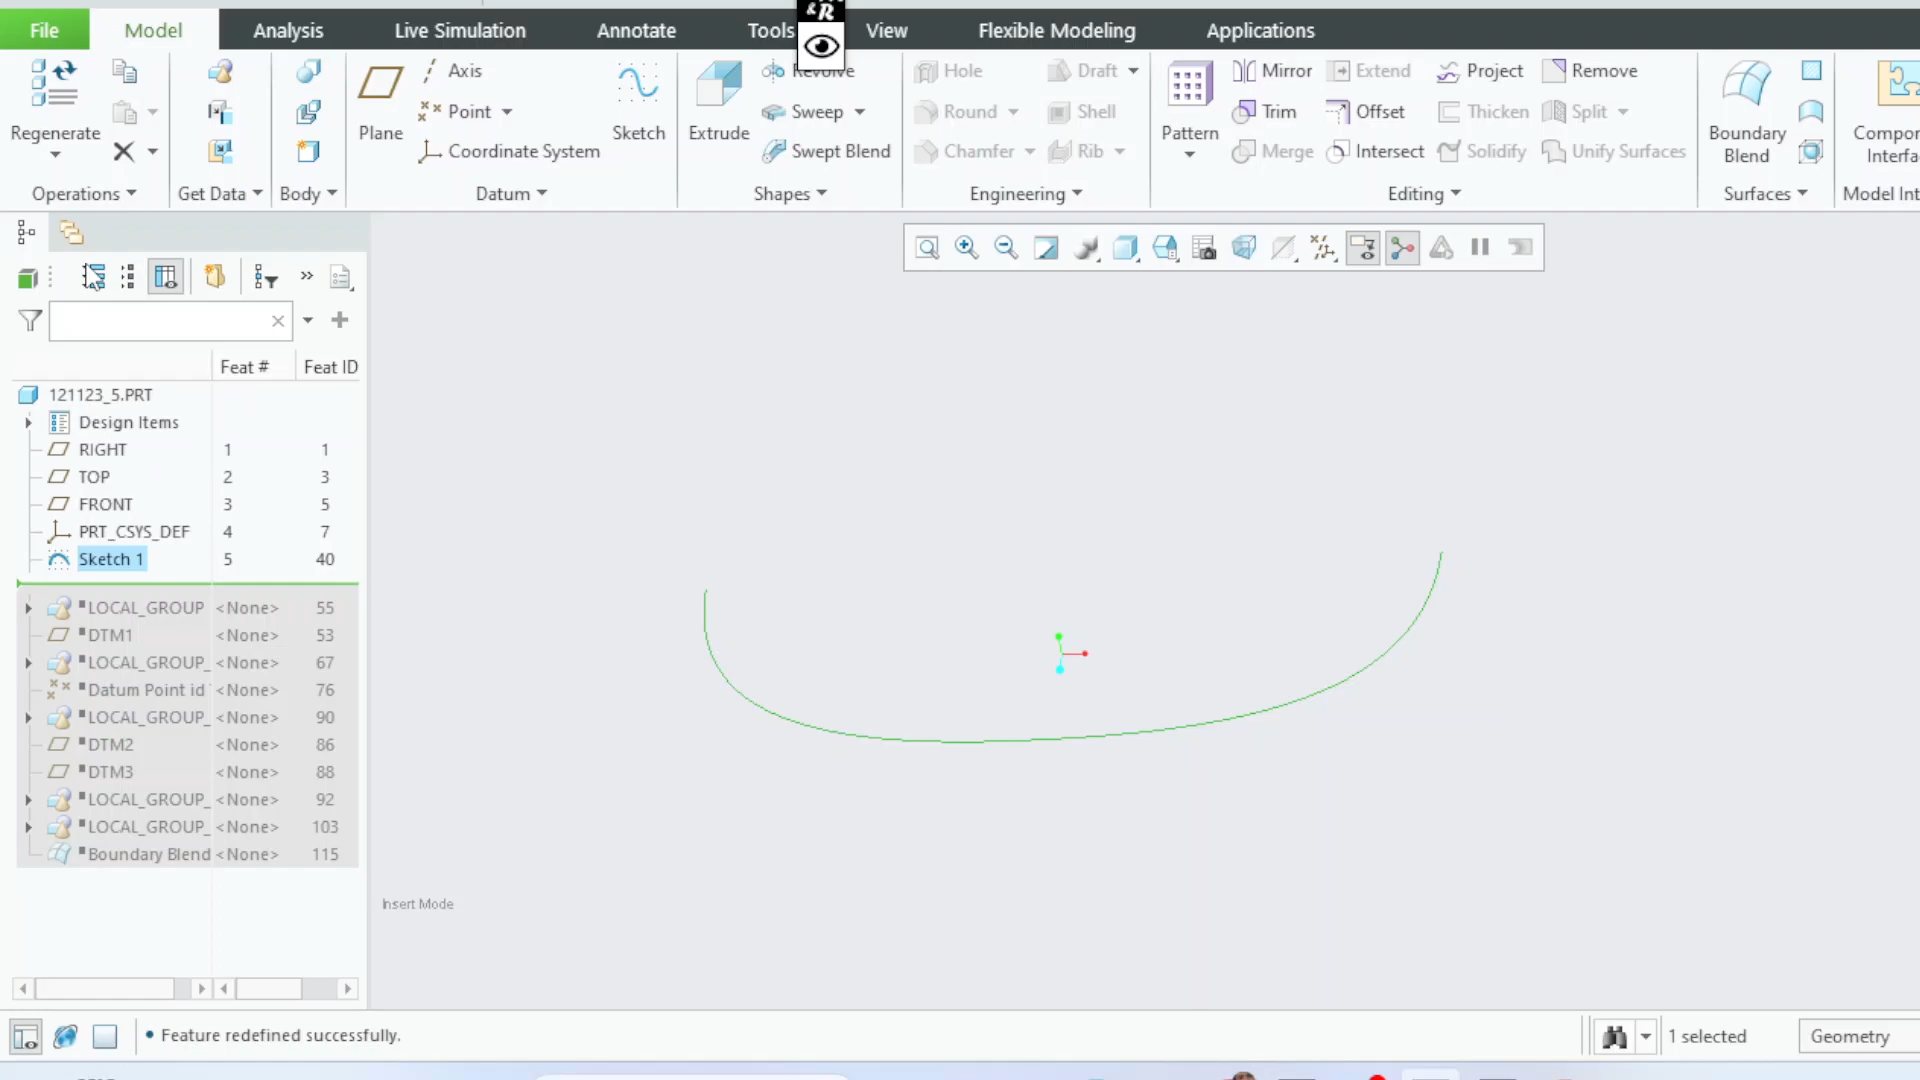 File Model Analysis Live Simulation Annotate Tools View Flexible Modeling Applications
&R
Regenerate
Operations
Get Data
Body
Plane
Axis
Point
Coordinate System
Sketch
Datum
Extrude
Revolve
Sweep
Swept Blend
Shapes
Hole
Round
Chamfer
Draft
Shell
Rib
Engineering
Pattern
Mirror
Trim
Merge
Extend
Offset
Intersect
Project
Thicken
Solidify
Remove
Split
Unify Surfaces
Editing
Boundary
Blend
Surfaces
Compor
Interfa
Model Int
Feat # Feat ID
121123_5.PRT
Design Items
RIGHT 1 1
TOP 2 3
FRONT 3 5
PRT_CSYS_DEF 4 7
Sketch 1 5 40
LOCAL_GROUP <None> 55
DTM1 <None> 53
LOCAL_GROUP_ <None> 67
Datum Point id <None> 76
LOCAL_GROUP_ <None> 90
DTM2 <None> 86
DTM3 <None> 88
LOCAL_GROUP_ <None> 92
LOCAL_GROUP_ <None> 103
Boundary Blend <None> 115
Insert Mode
• Feature redefined successfully.
1 selected
Geometry